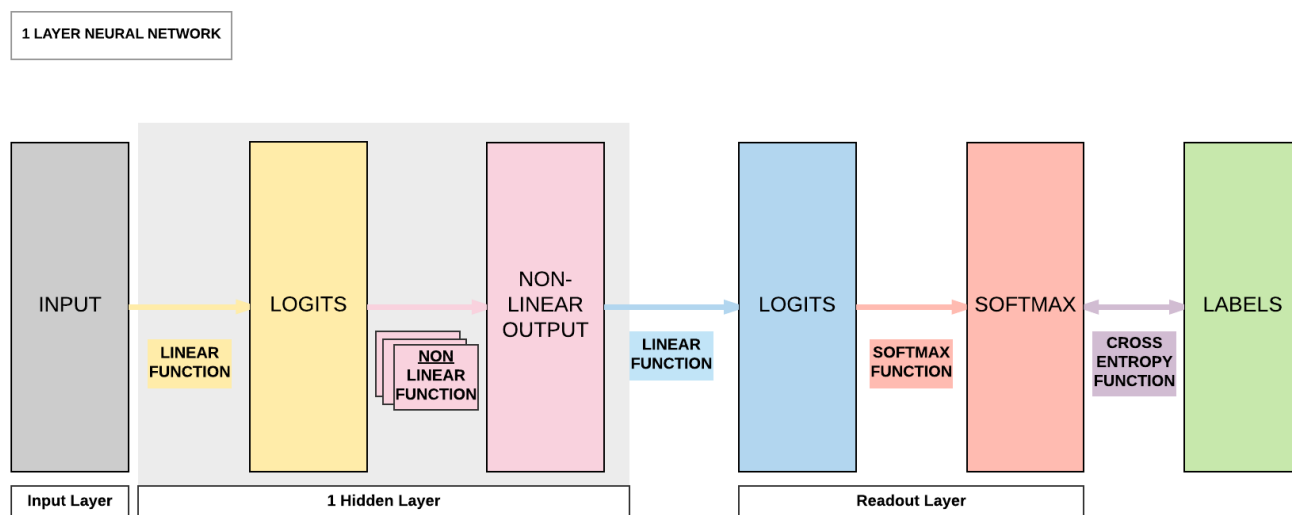 1 LAYER NEURAL NETWORK
INPUT
LINEAR
FUNCTION
LOGITS
NON
LINEAR
FUNCTION
NON-
LINEAR
OUTPUT
LINEAR
FUNCTION
LOGITS
SOFTMAX
FUNCTION
SOFTMAX
CROSS
ENTROPY
FUNCTION
LABELS
Input Layer
1 Hidden Layer
Readout Layer